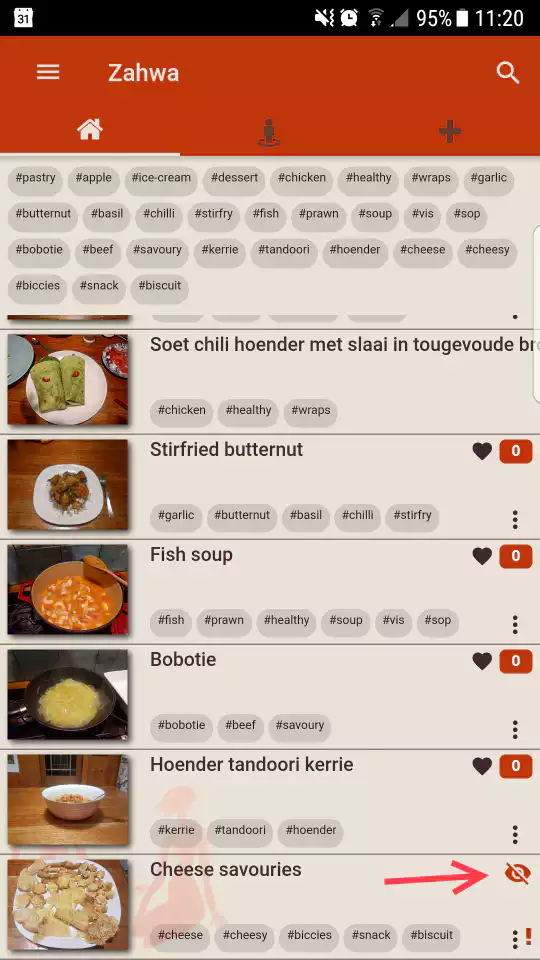 31 95% 11:20
Zahwa
#pastry #apple #ice-cream #dessert #chicken #healthy #wraps #garlic
#butternut #basil #chilli #stirfry #fish #prawn #soup #vis #sop
#bobotie #beef #savoury #kerrie #tandoori #hoender #cheese #cheesy
#biccies #snack #biscuit
Soet chili hoender met slaai in tougevoude
#chicken #healthy #wraps
Stirfried butternut 0
#garlic #butternut #basil #chilli #stirfry
Fish soup 0
#fish #prawn #healthy #soup #vis #sop
Bobotie 0
#bobotie #beef #savoury
Hoender tandoori kerrie 0
#kerrie #tandoori #hoender
Cheese savouries
#cheese #cheesy #biccies #snack #biscuit !